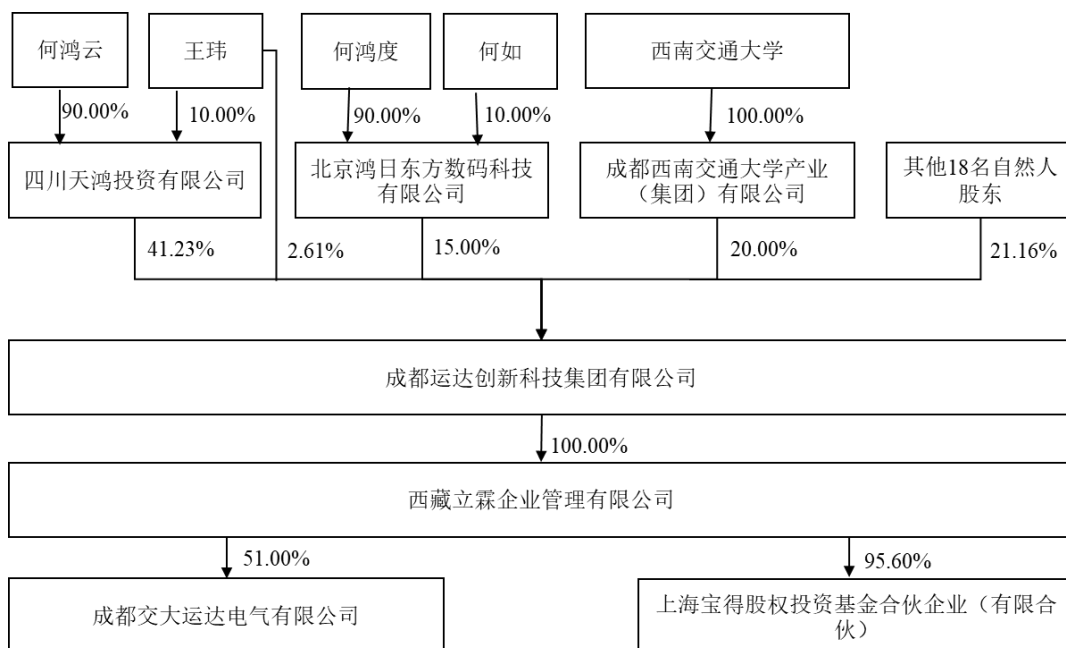 何鸿云
王玮
何鸿度
何如
西南交通大学
90.00%
10.00%
90.00%
10.00%
100.00%
四川天鸿投资有限公司
北京鸿日东方数码科技
有限公司
成都西南交通大学产业
（集团）有限公司
其他18名自然人
股东
41.23%
2.61%
15.00%
20.00%
21.16%
成都运达创新科技集团有限公司
100.00%
西藏立霖企业管理有限公司
51.00%
95.60%
成都交大运达电气有限公司
上海宝得股权投资基金合伙企业（有限合
伙）